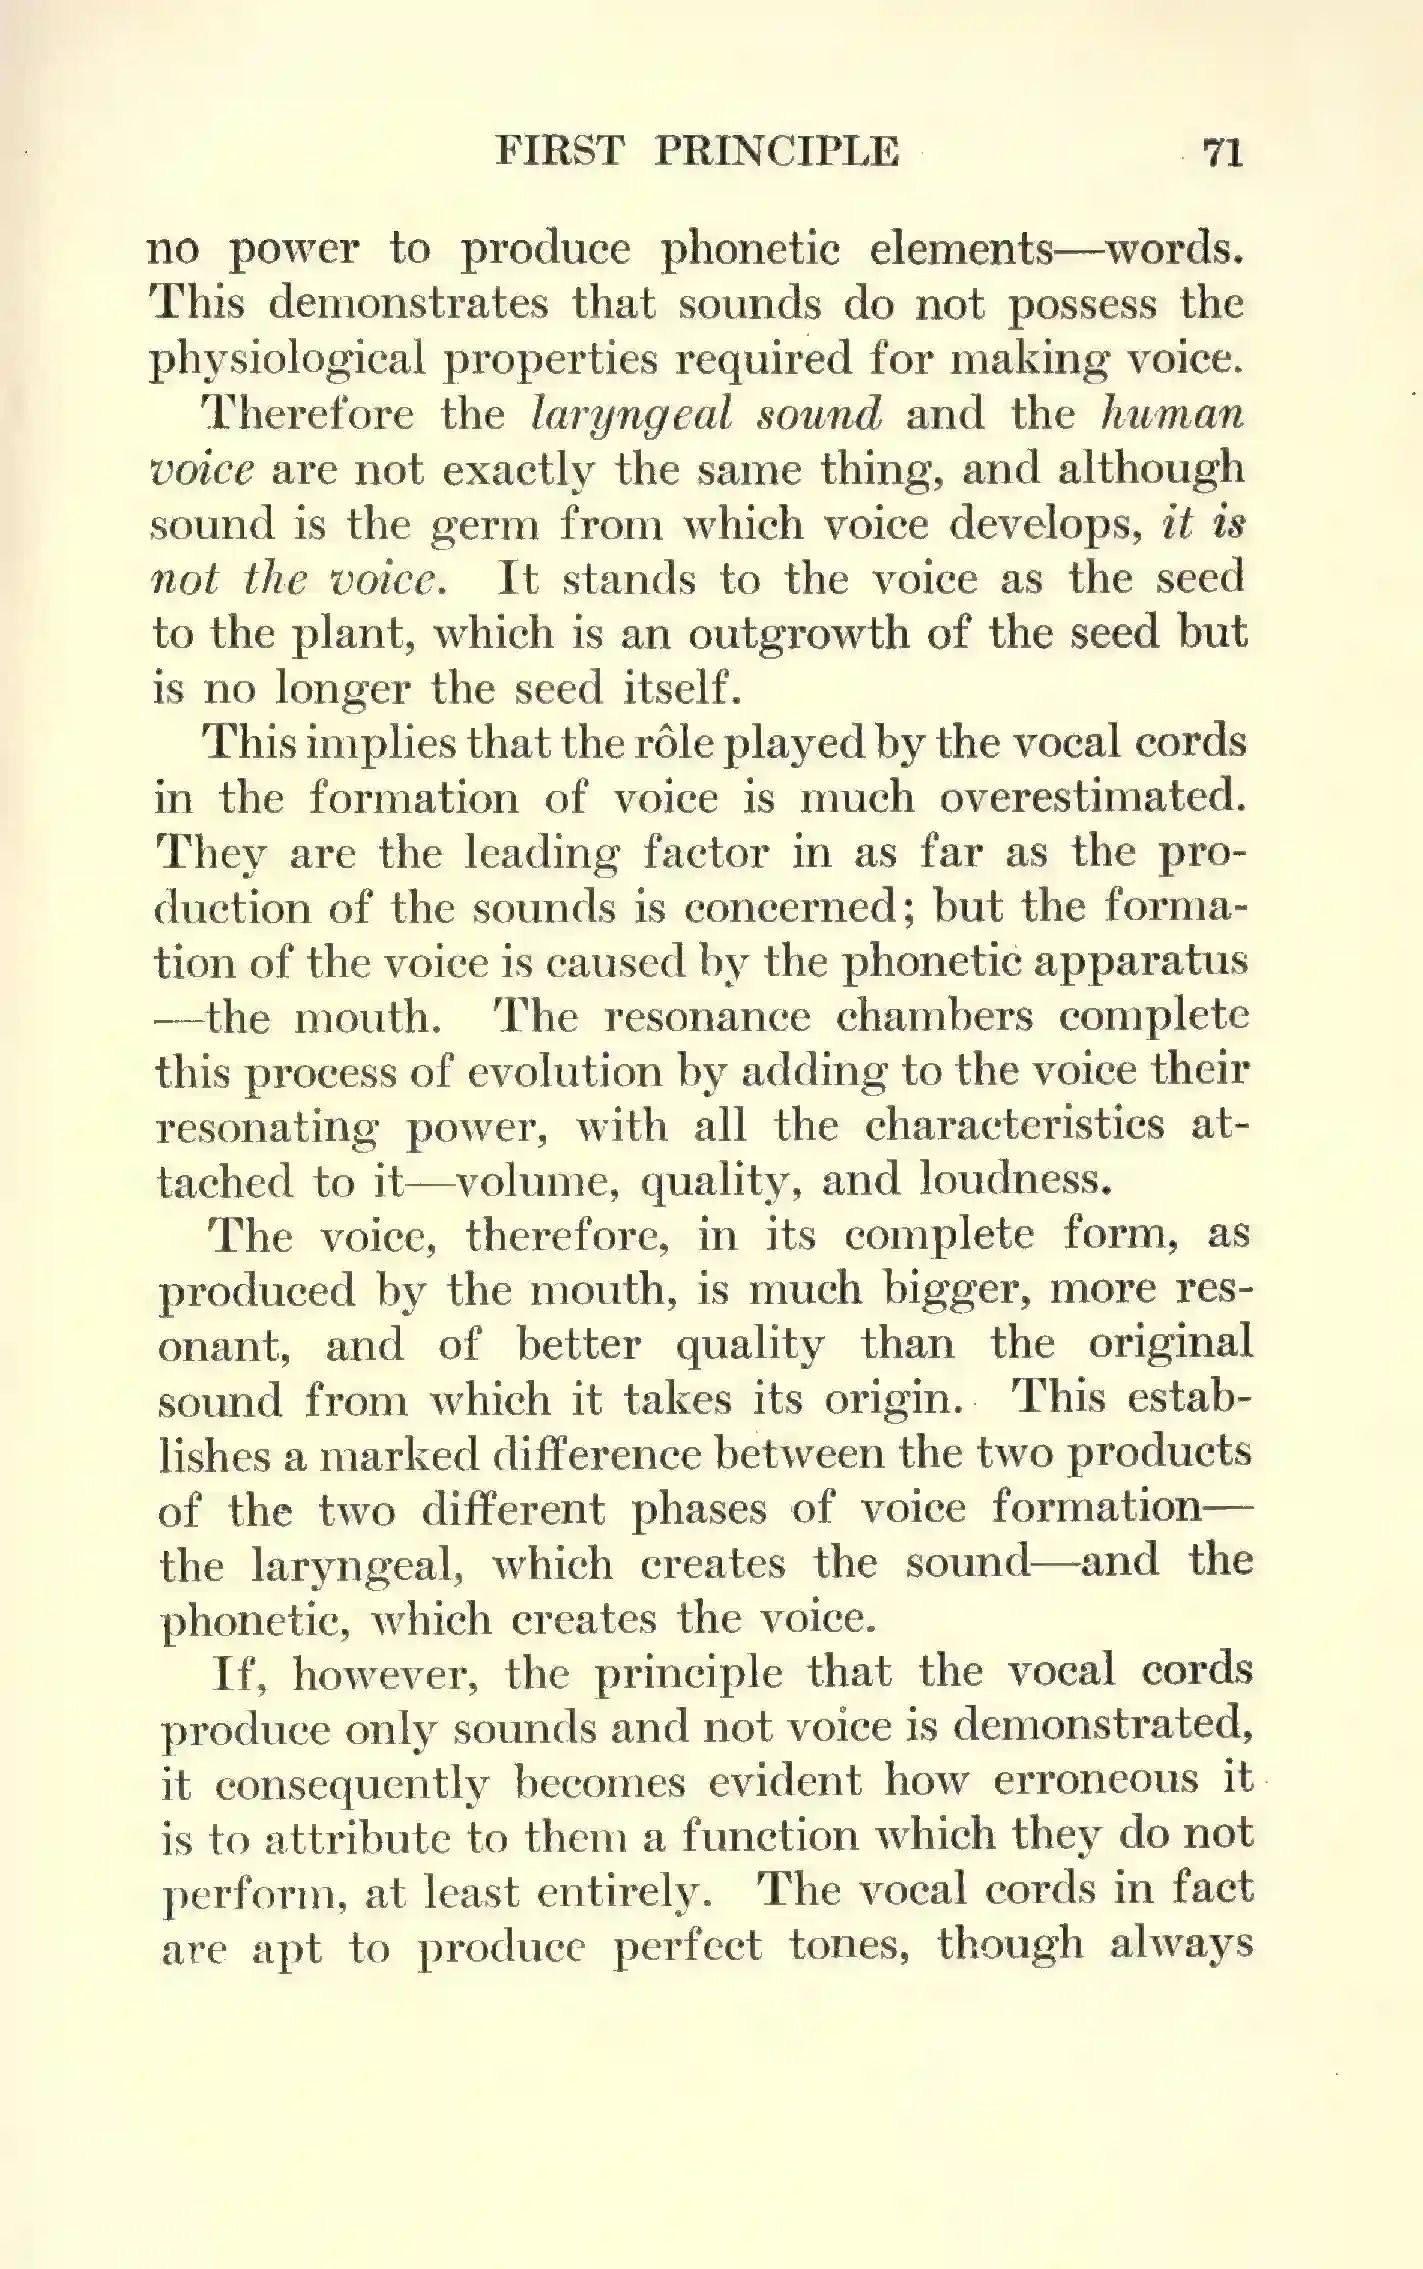 FIRST PRINCIPLE 71
no power to produce phonetic elements—words.
This demonstrates that sounds do not possess the
physiological properties required for making voice.
Therefore the laryngeal sound and the human
voice are not exactly the same thing, and although
sound is the germ from which voice develops, it is
not the voice. It stands to the voice as the seed
to the plant, which is an outgrowth of the seed but
is no longer the seed itself.
This implies that the rôle played by the vocal cords
in the formation of voice is much overestimated.
They are the leading factor in as far as the pro-
duction of the sounds is concerned; but the forma-
tion of the voice is caused by the phonetic apparatus
—the mouth. The resonance chambers complete
this process of evolution by adding to the voice their
resonating power, with all the characteristics at-
tached to it—volume, quality, and loudness.
The voice, therefore, in its complete form, as
produced by the mouth, is much bigger, more res-
onant, and of better quality than the original
sound from which it takes its origin. This estab-
lishes a marked difference between the two products
of the two different phases of voice formation—
the laryngeal, which creates the sound—and the
phonetic, which creates the voice.
If, however, the principle that the vocal cords
produce only sounds and not voice is demonstrated,
it consequently becomes evident how erroneous it
is to attribute to them a function which they do not
perform, at least entirely. The vocal cords in fact
are apt to produce perfect tones, though always